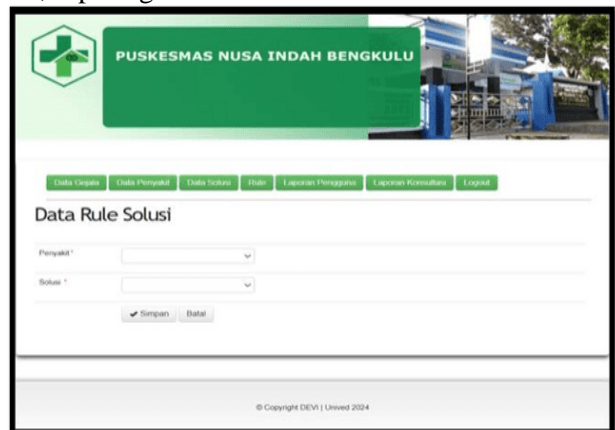 PUSKESMAS NUSA INDAH BENGKULU
Data Gejala Data Penyakit Data Solusi Rule Laporan Pengguna Laporan Konsultasi Logout
Data Rule Solusi
Penyakit *
Solusi *
✔ Simpan Batal
© Copyright DEVI | Unived 2024